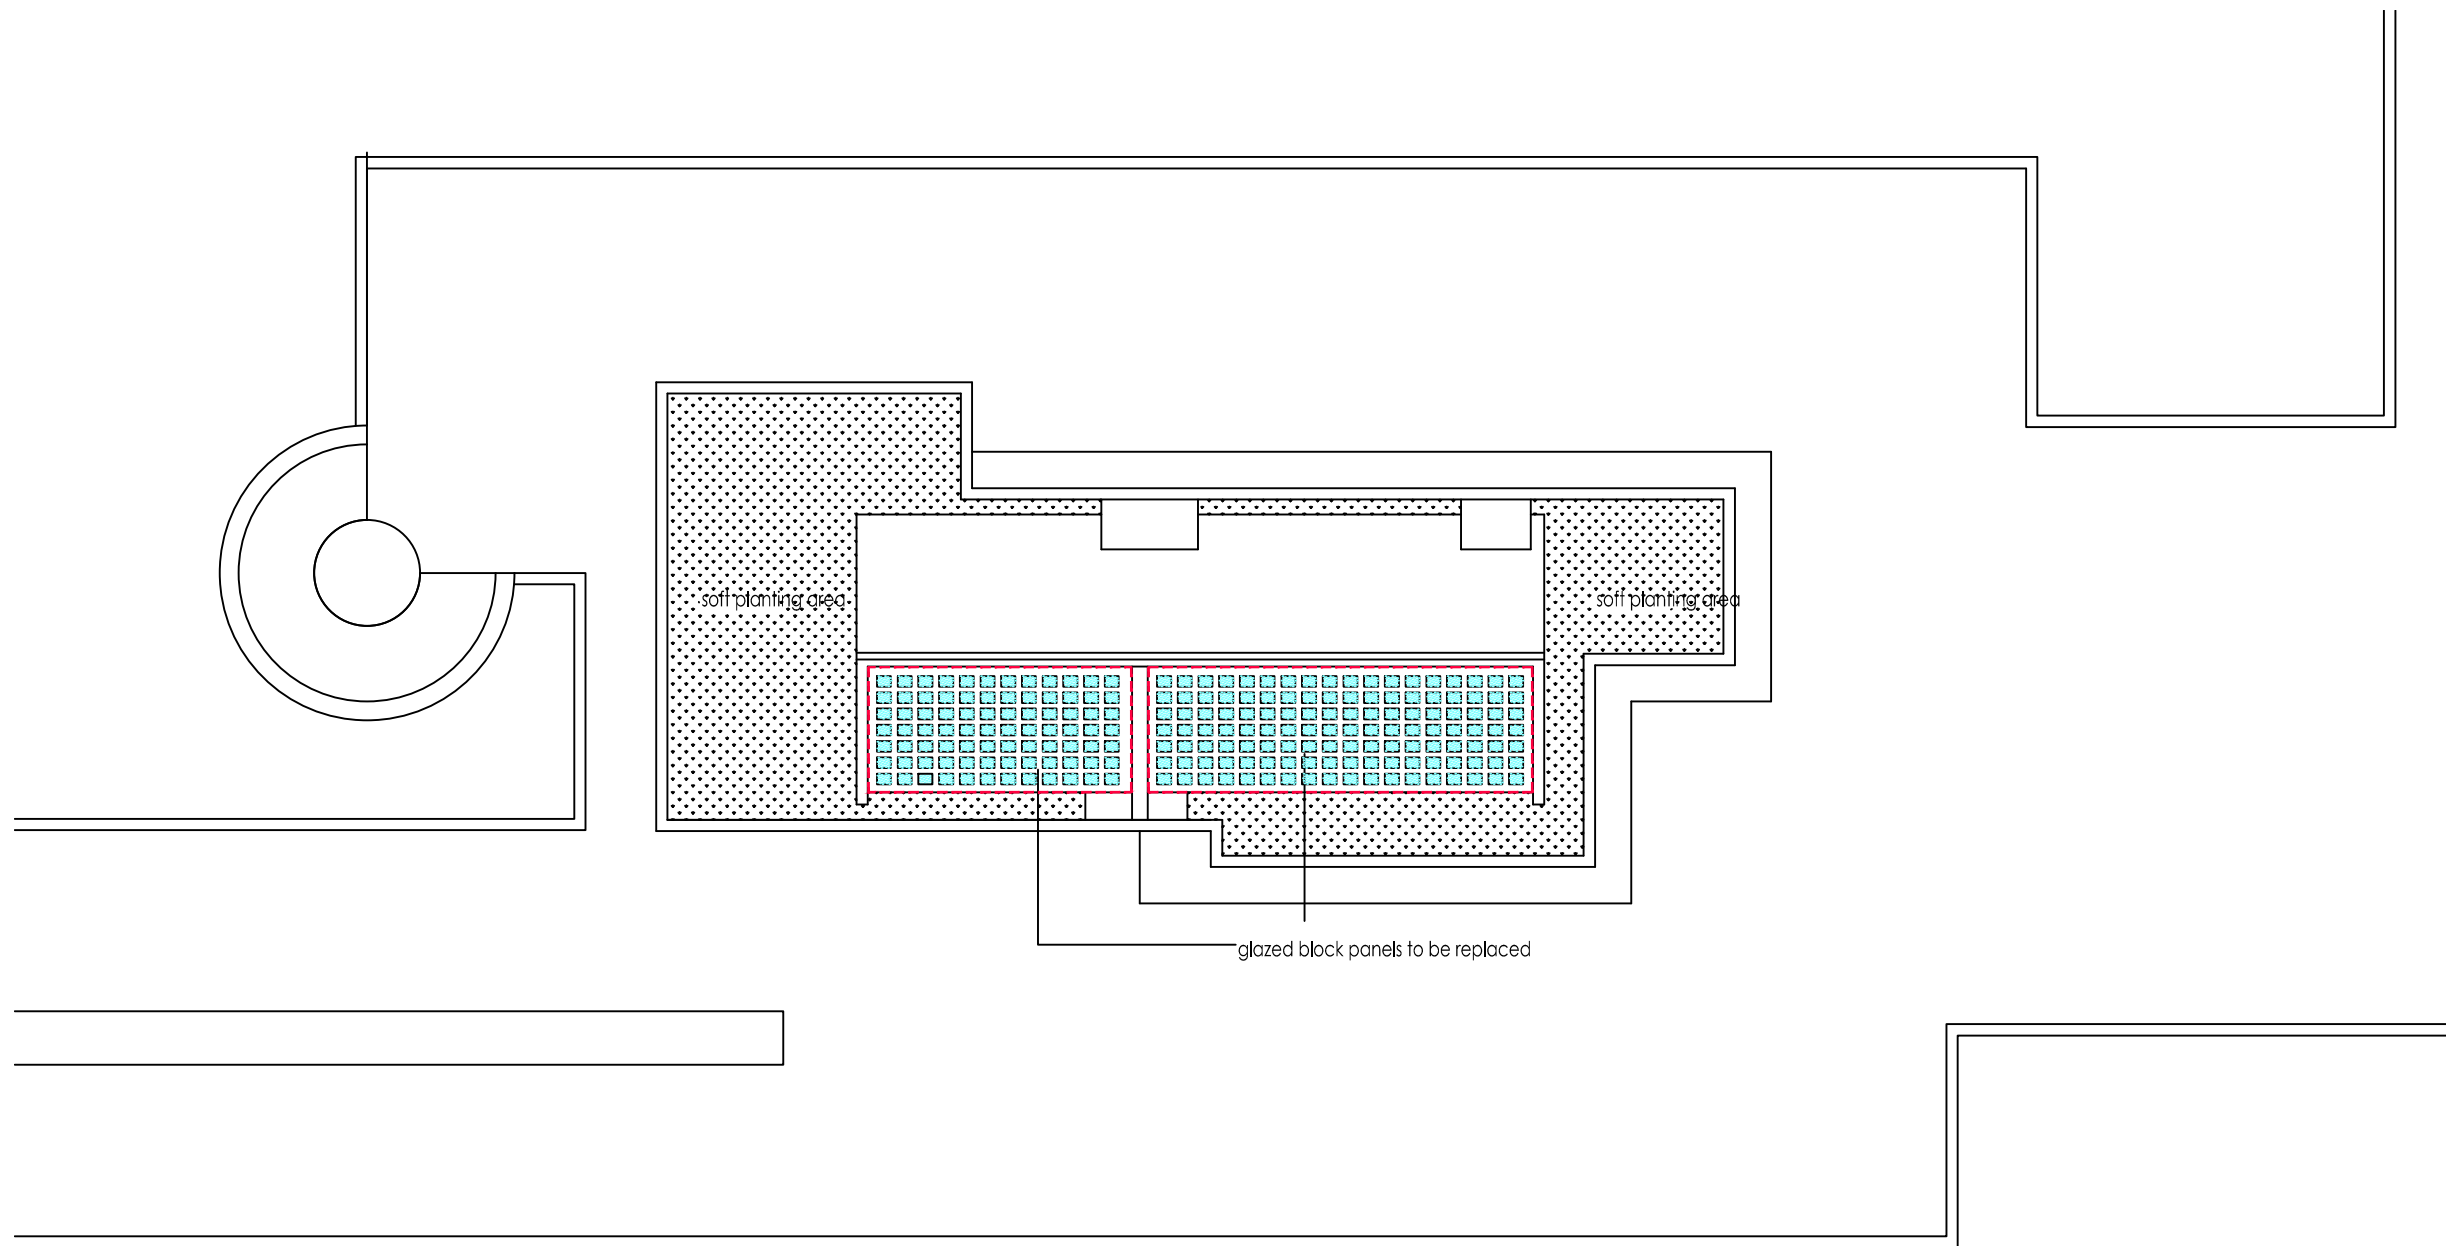 soft planting area
soft planting area
glazed block panels to be replaced